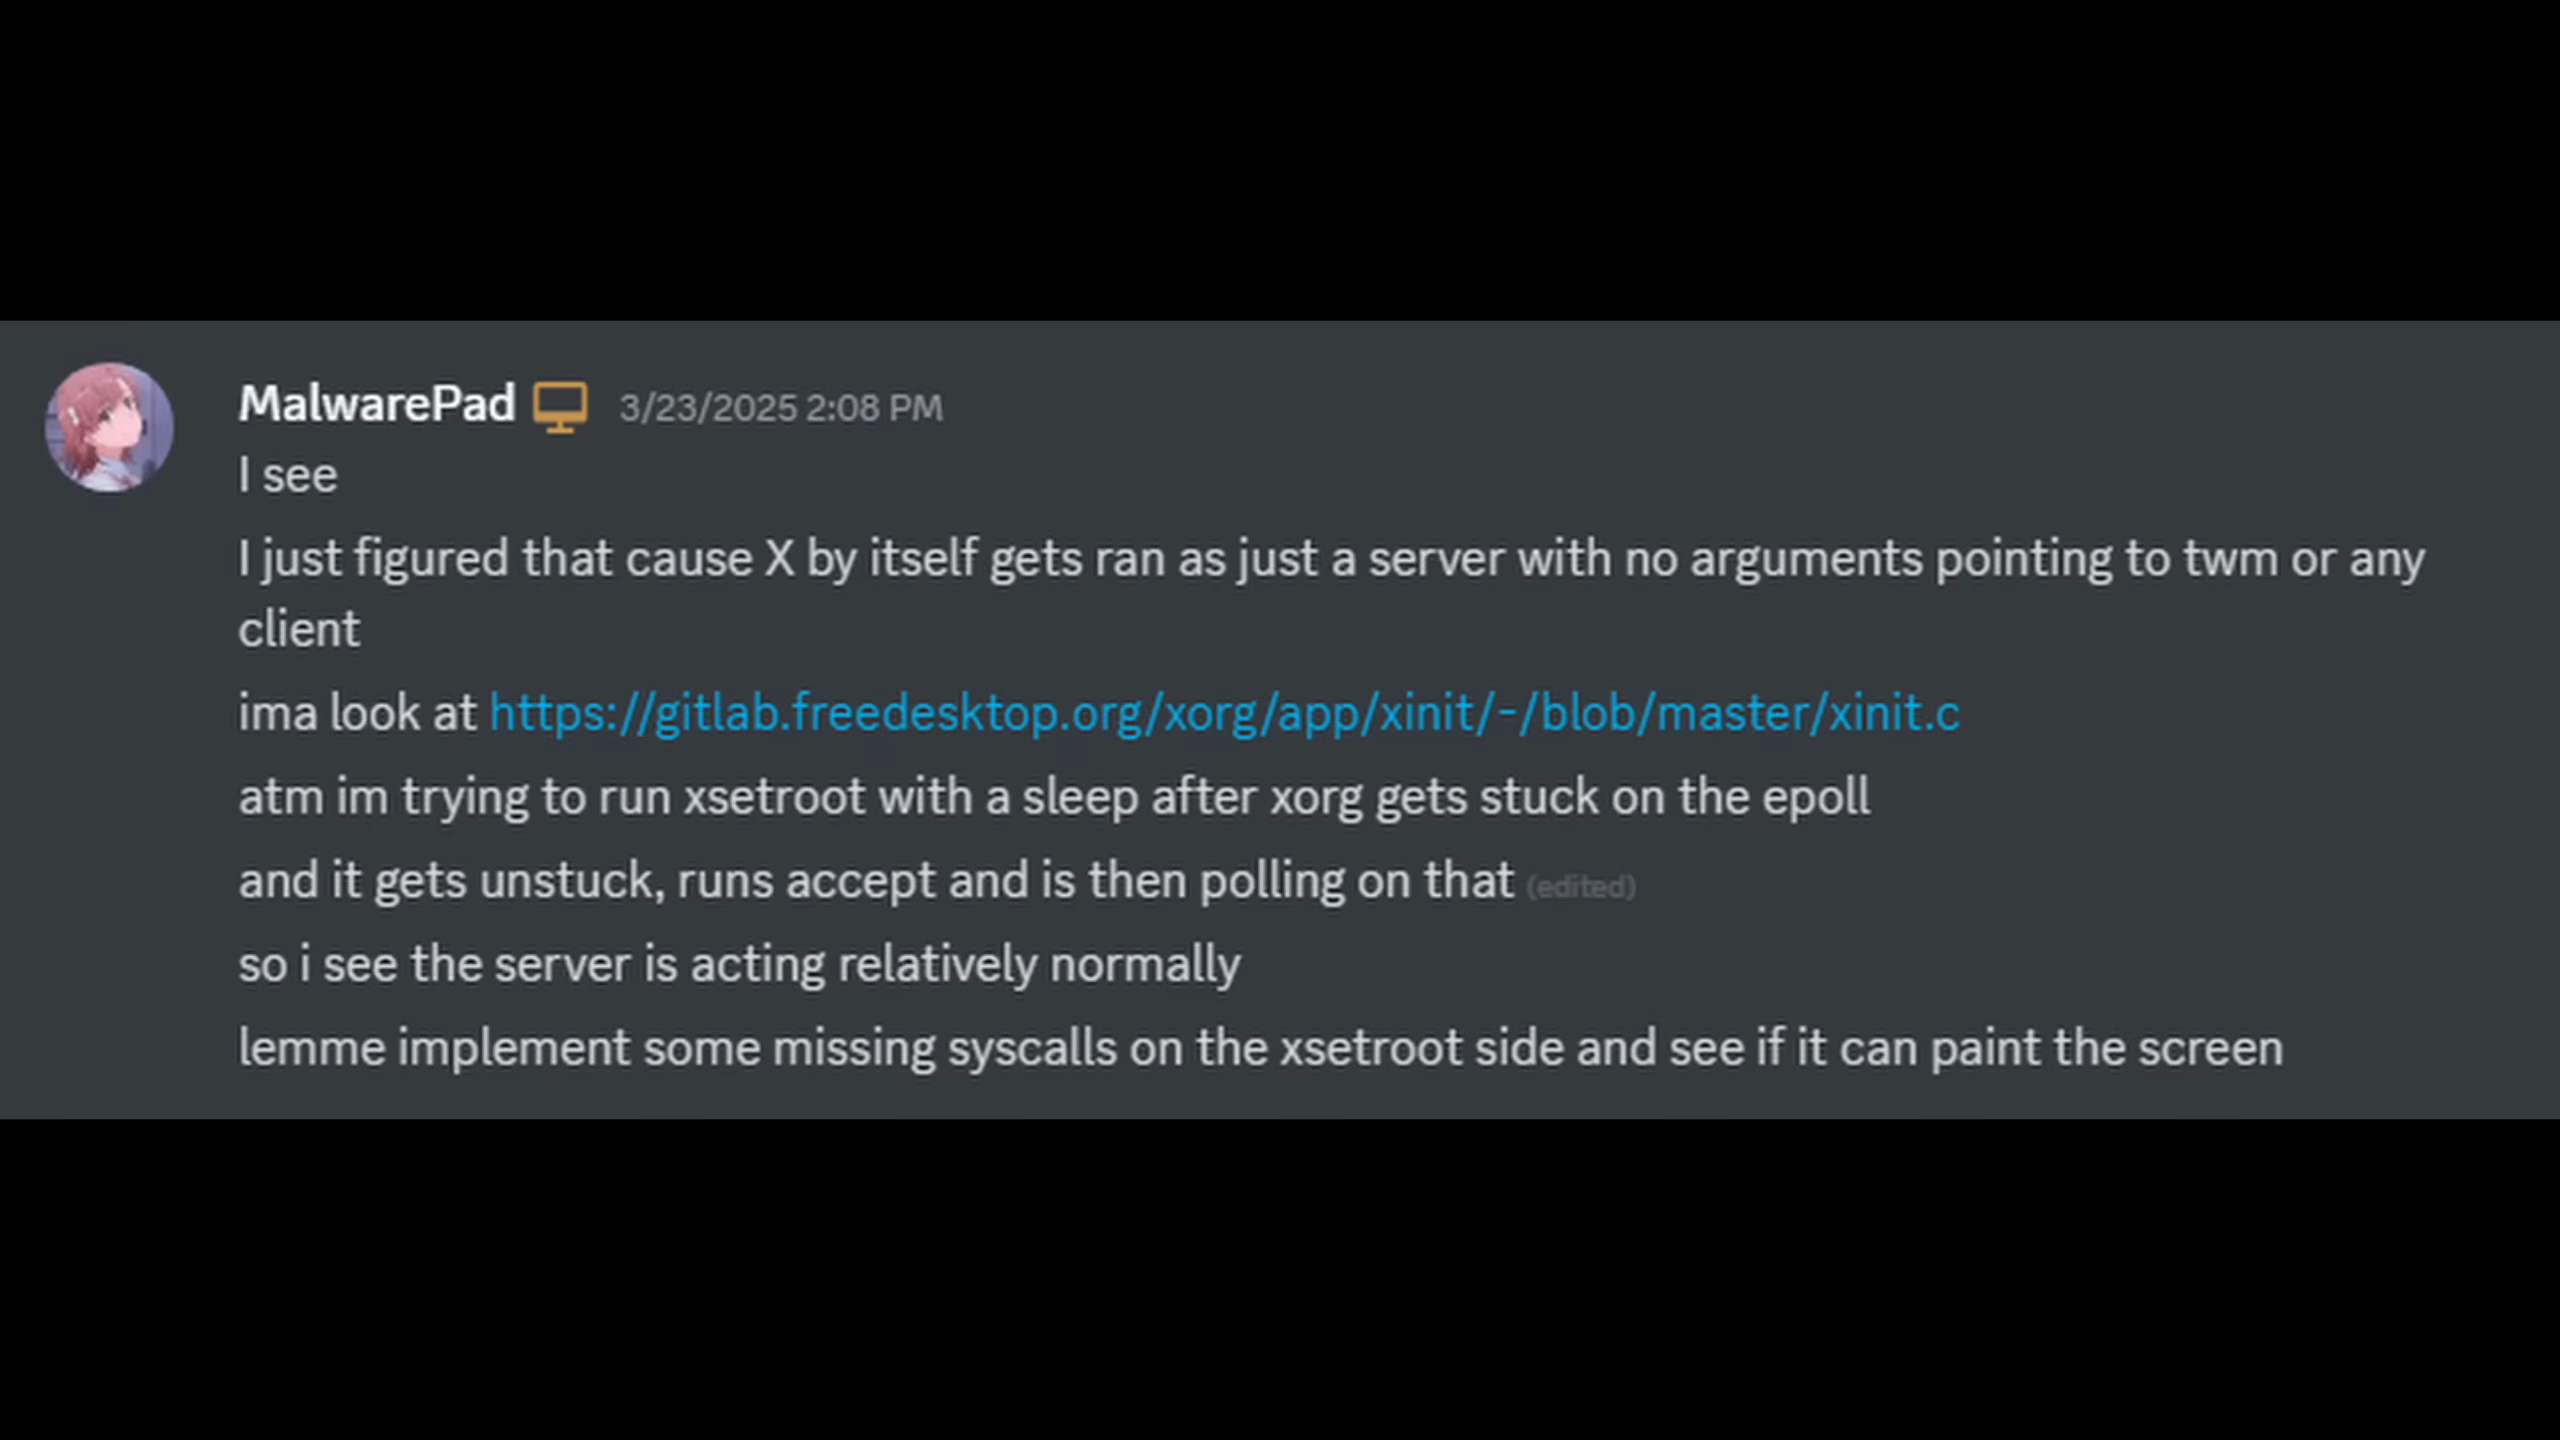 MalwarePad 3/23/2025 2:08 PM
I see
I just figured that cause X by itself gets ran as just a server with no arguments pointing to twm or any
client
ima look at https://gitlab.freedesktop.org/xorg/app/xinit/-/blob/master/xinit.c
atm im trying to run xsetroot with a sleep after xorg gets stuck on the epoll
and it gets unstuck, runs accept and is then polling on that (edited)
so i see the server is acting relatively normally
lemme implement some missing syscalls on the xsetroot side and see if it can paint the screen